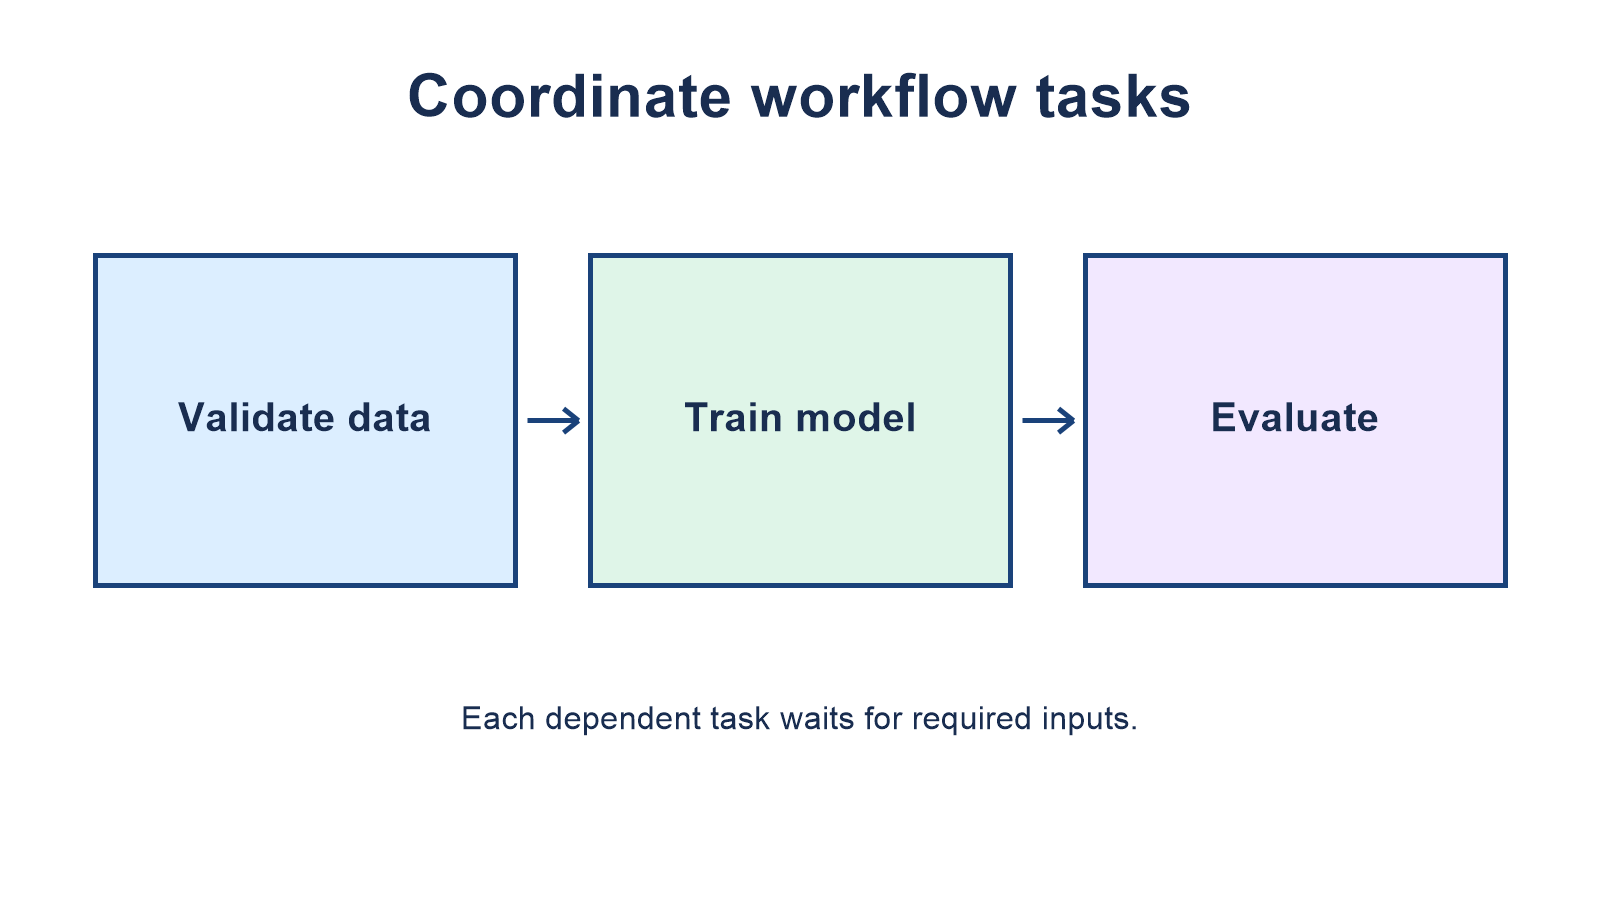 Coordinate workflow tasks
Validate data
Train model
Evaluate
Each dependent task waits for required inputs.